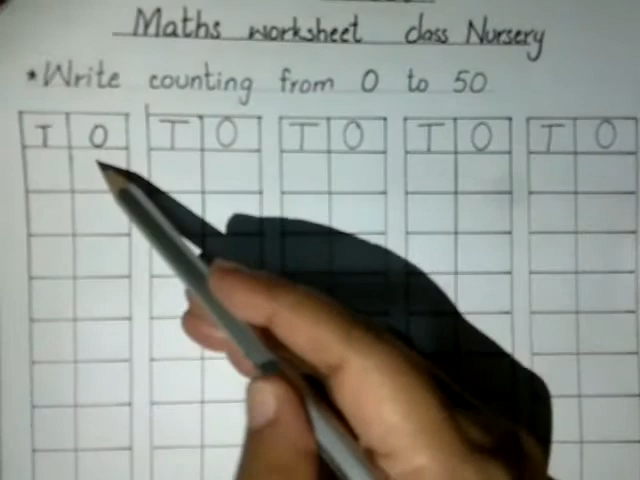 Maths worksheet class Nursery
*Write counting from 0 to 50
T O T O T O T O T O